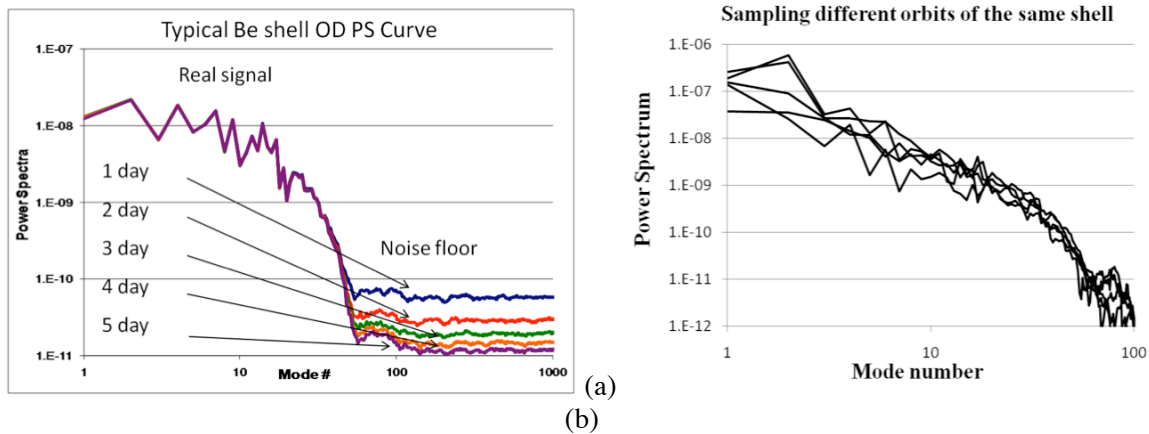 Typical Be shell OD PS Curve
1.E-07
1.E-08
1.E-09
1.E-10
1.E-11
Power Spectra
Real signal
1 day
2 day
3 day
4 day
5 day
Noise floor
1
10
100
1000
Mode #
(a)
Sampling different orbits of the same shell
1.E-06
1.E-07
1.E-08
1.E-09
1.E-10
1.E-11
1.E-12
Power Spectrum
1
10
100
Mode number
(b)